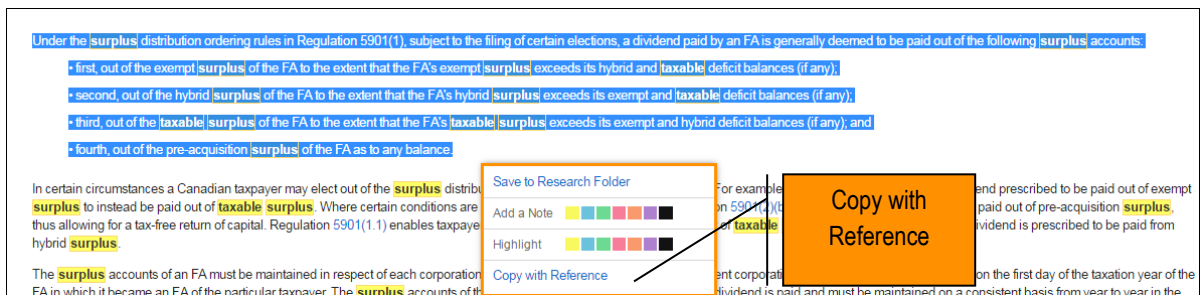 Under the surplus distribution ordering rules in Regulation 5901(1), subject to the filing of certain elections, a dividend paid by an FA is generally deemed to be paid out of the following surplus accounts:
• first, out of the exempt surplus of the FA to the extent that the FA's exempt surplus exceeds its hybrid and taxable deficit balances (if any);
• second, out of the hybrid surplus of the FA to the extent that the FA's hybrid surplus exceeds its exempt and taxable deficit balances (if any);
• third, out of the taxable surplus of the FA to the extent that the FA's taxable surplus exceeds its exempt and hybrid deficit balances (if any); and
• fourth, out of the pre-acquisition surplus of the FA as to any balance.
In certain circumstances a Canadian taxpayer may elect out of the surplus For example end prescribed to be paid out of exempt
surplus to instead be paid out of taxable surplus. Where certain conditions are 5901(2)(b paid out of pre-acquisition surplus,
thus allowing for a tax-free return of capital. Regulation 5901(1.1) enables of taxable dividend is prescribed to be paid from
hybrid surplus.
The surplus accounts of an FA must be maintained in respect of each corporation on the first day of the taxation year of the
FA in which it became an FA of the particular taxpayer. The surplus accounts of dividend is paid and must be maintained on a consistent basis from year to year in the
Save to Research Folder
Add a Note
Highlight
Copy with Reference
Copy with
Reference